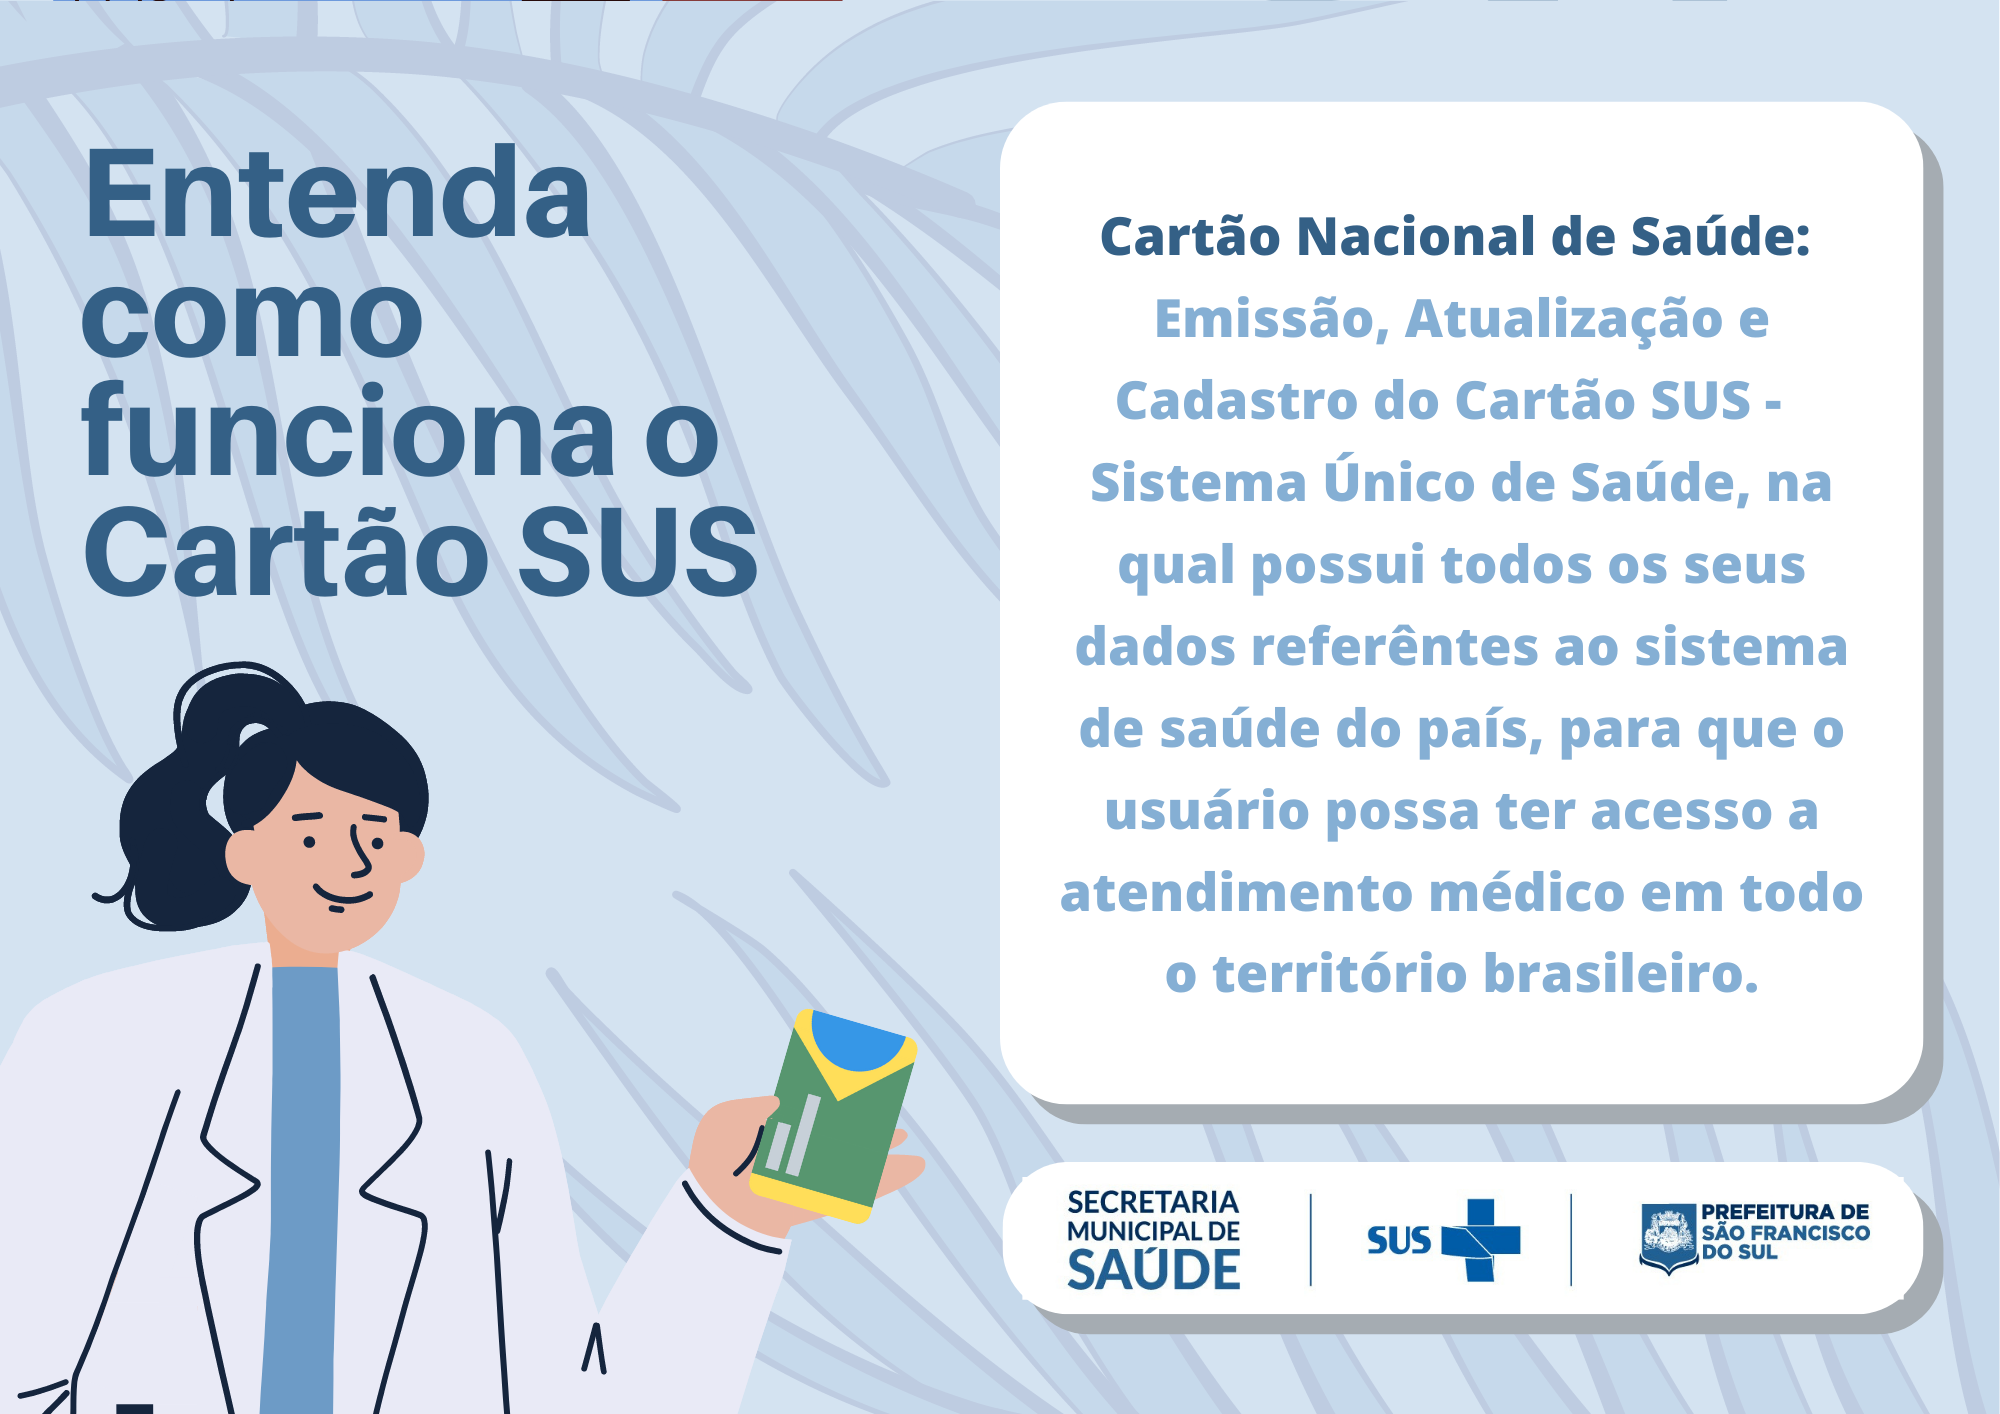 Entenda
como
funciona o
Cartão SUS
Cartão Nacional de Saúde:
Emissão, Atualização e
Cadastro do Cartão SUS -
Sistema Único de Saúde, na
qual possui todos os seus
dados referêntes ao sistema
de saúde do país, para que o
usuário possa ter acesso a
atendimento médico em todo
o território brasileiro.
SECRETARIA
MUNICIPAL DE
SAÚDE
SUS
PREFEITURA DE
SÃO FRANCISCO
DO SUL